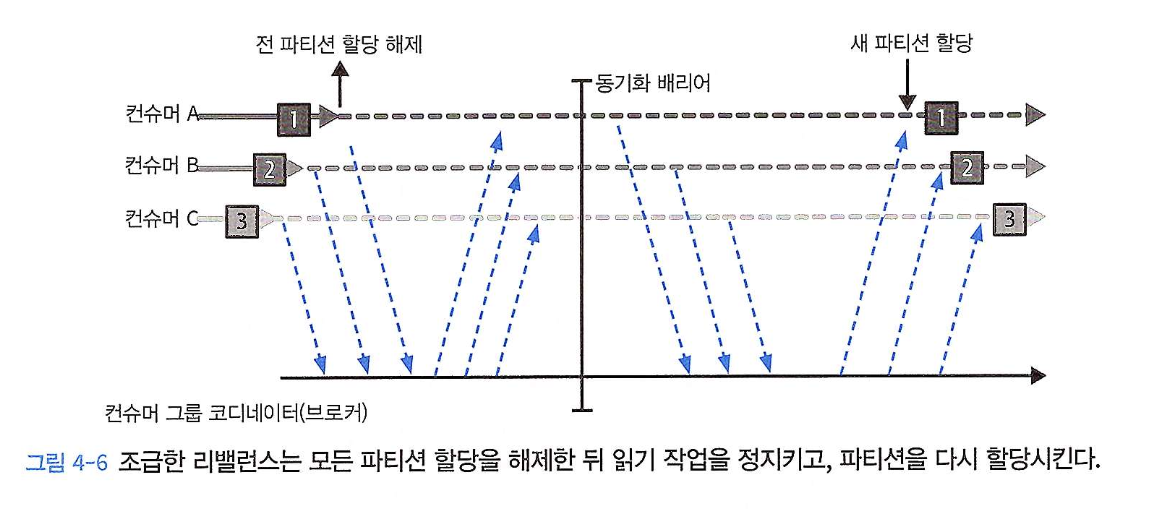 전 파티션 할당 해제
새 파티션 할당
동기화 배리어
컨슈머 A
1
1
컨슈머 B
2
2
컨슈머 C
3
3
컨슈머 그룹 코디네이터(브로커)
그림 4-6 조급한 리밸런스는 모든 파티션 할당을 해제한 뒤 읽기 작업을 정지키고, 파티션을 다시 할당시킨다.